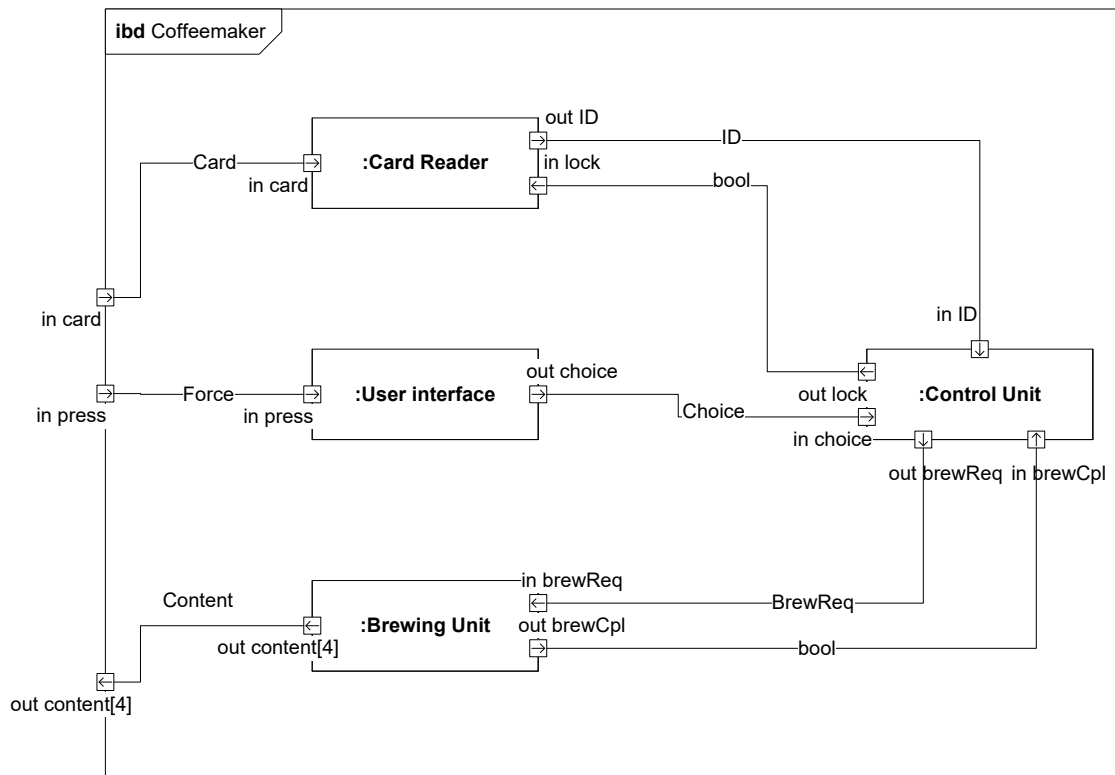 ibd Coffeemaker
out ID
ID
Card
:Card Reader
in lock
in card
bool
in card
in ID
out choice
Force
:User interface
out lock
:Control Unit
in press
in press
Choice
in choice
out brewReq
in brewCpl
in brewReq
Content
BrewReq
:Brewing Unit
out brewCpl
out content[4]
bool
out content[4]